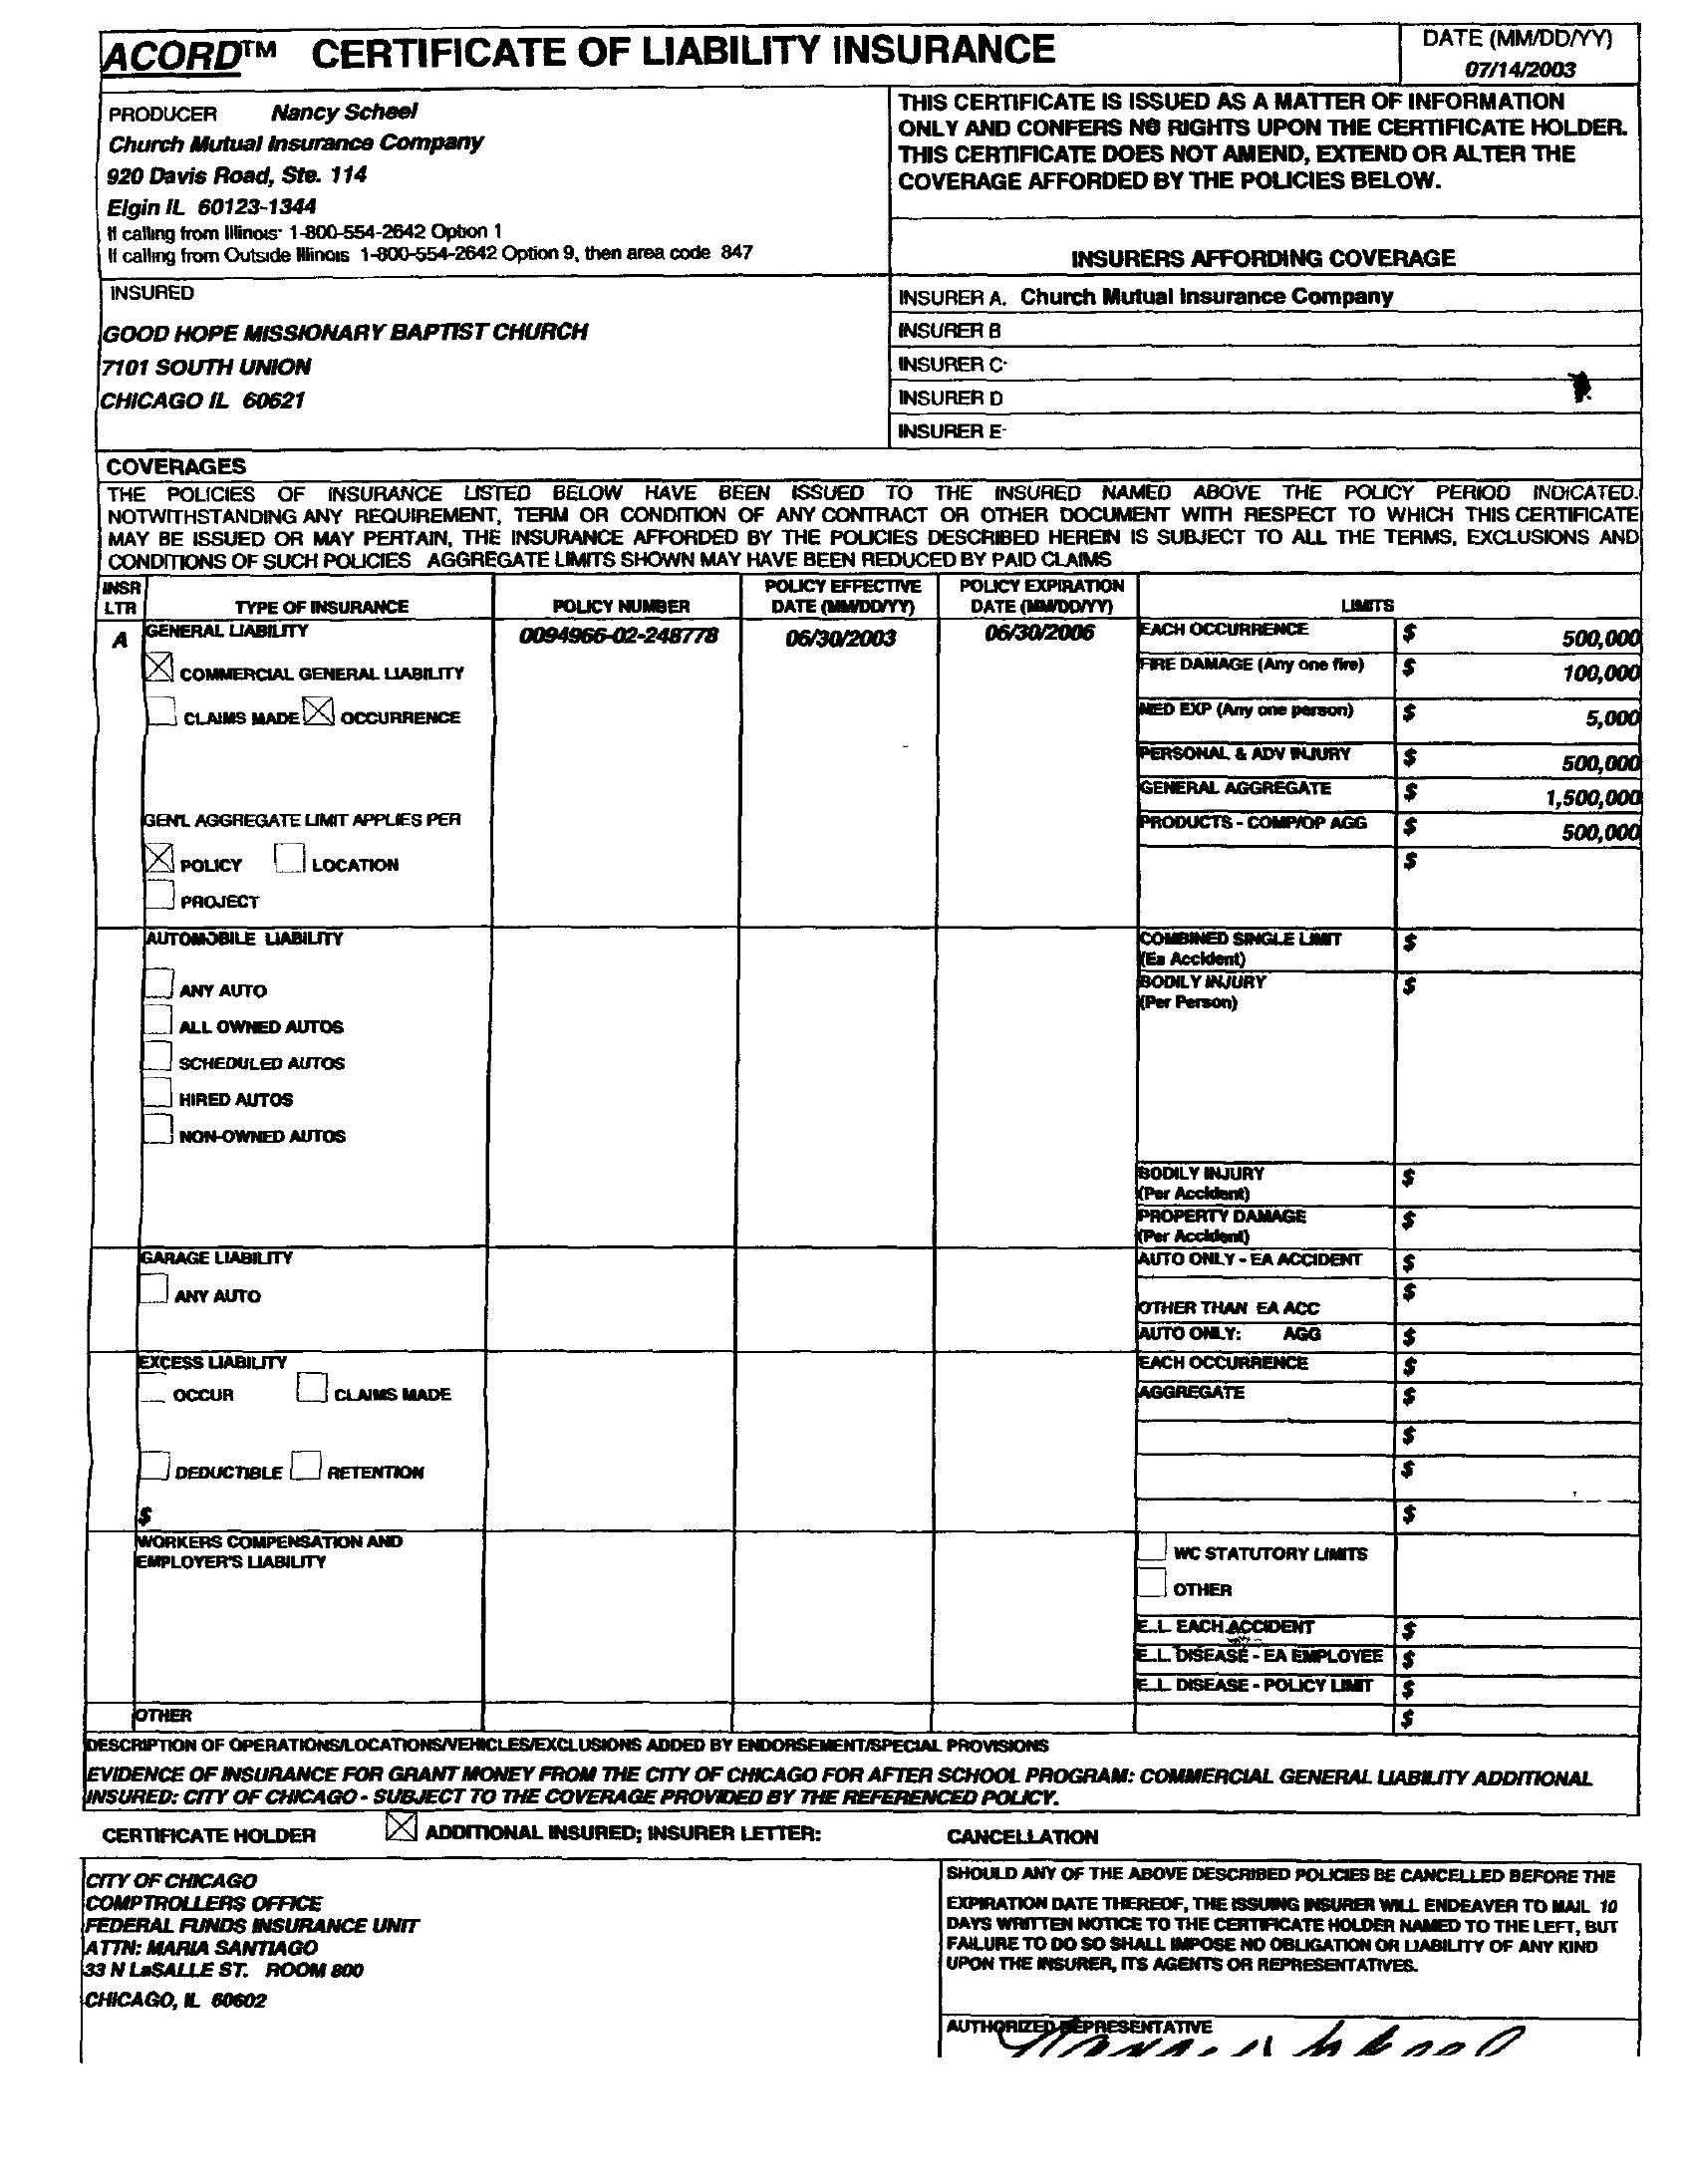 ACORD™ CERTIFICATE OF LIABILITY INSURANCE
DATE (MM/DD/YY)
07/14/2003
PRODUCER Nancy Scheel
Church Mutual Insurance Company
920 Davis Road, Ste. 114
Elgin IL 60123-1344
If calling from Illinois· 1-800-554-2642 Option 1
If calling from Outside Illinois 1-800-554-2642 Option 9, then area code 847
THIS CERTIFICATE IS ISSUED AS A MATTER OF INFORMATION
ONLY AND CONFERS NO RIGHTS UPON THE CERTIFICATE HOLDER.
THIS CERTIFICATE DOES NOT AMEND, EXTEND OR ALTER THE
COVERAGE AFFORDED BY THE POLICIES BELOW.
INSURERS AFFORDING COVERAGE
INSURED
GOOD HOPE MISSIONARY BAPTIST CHURCH
7101 SOUTH UNION
CHICAGO IL 60621
INSURER A. Church Mutual Insurance Company
INSURER B
INSURER C·
INSURER D
INSURER E·
COVERAGES
THE POLICIES OF INSURANCE LISTED BELOW HAVE BEEN ISSUED TO THE INSURED NAMED ABOVE THE POLICY PERIOD INDICATED.
NOTWITHSTANDING ANY REQUIREMENT, TERM OR CONDITION OF ANY CONTRACT OR OTHER DOCUMENT WITH RESPECT TO WHICH THIS CERTIFICATE
MAY BE ISSUED OR MAY PERTAIN, THE INSURANCE AFFORDED BY THE POLICIES DESCRIBED HEREIN IS SUBJECT TO ALL THE TERMS, EXCLUSIONS AND
CONDITIONS OF SUCH POLICIES AGGREGATE LIMITS SHOWN MAY HAVE BEEN REDUCED BY PAID CLAIMS
INSR LTR
TYPE OF INSURANCE
POLICY NUMBER
POLICY EFFECTIVE DATE (MM/DD/YY)
POLICY EXPIRATION DATE (MM/DD/YY)
LIMITS
A
GENERAL LIABILITY
0094966-02-248778
06/30/2003
06/30/2006
EACH OCCURRENCE $ 500,000
COMMERCIAL GENERAL LIABILITY
FIRE DAMAGE (Any one fire) $ 100,000
CLAIMS MADE OCCURRENCE
MED EXP (Any one person) $ 5,000
PERSONAL & ADV INJURY $ 500,000
GENERAL AGGREGATE $ 1,500,000
GEN'L AGGREGATE LIMIT APPLIES PER
PRODUCTS - COMP/OP AGG $ 500,000
POLICY LOCATION
$
PROJECT
AUTOMOBILE LIABILITY
COMBINED SINGLE LIMIT $
(Ea Accident)
BODILY INJURY $
(Per Person)
ANY AUTO
ALL OWNED AUTOS
SCHEDULED AUTOS
HIRED AUTOS
NON-OWNED AUTOS
BODILY INJURY $
(Per Accident)
PROPERTY DAMAGE $
(Per Accident)
GARAGE LIABILITY
AUTO ONLY - EA ACCIDENT $
ANY AUTO
$
OTHER THAN EA ACC
AUTO ONLY: AGG $
EXCESS LIABILITY
EACH OCCURRENCE $
OCCUR CLAIMS MADE
AGGREGATE $
$
DEDUCTIBLE RETENTION
$
$
$
WORKERS COMPENSATION AND
EMPLOYER'S LIABILITY
WC STATUTORY LIMITS
OTHER
E..L. EACH ACCIDENT $
E..L. DISEASE - EA EMPLOYEE $
E..L. DISEASE - POLICY LIMIT $
OTHER
$
DESCRIPTION OF OPERATIONS/LOCATIONS/VEHICLES/EXCLUSIONS ADDED BY ENDORSEMENT/SPECIAL PROVISIONS
EVIDENCE OF INSURANCE FOR GRANT MONEY FROM THE CITY OF CHICAGO FOR AFTER SCHOOL PROGRAM: COMMERCIAL GENERAL LIABILITY ADDITIONAL
INSURED: CITY OF CHICAGO - SUBJECT TO THE COVERAGE PROVIDED BY THE REFERENCED POLICY.
CERTIFICATE HOLDER ADDITIONAL INSURED; INSURER LETTER:
CANCELLATION
CITY OF CHICAGO
COMPTROLLERS OFFICE
FEDERAL FUNDS INSURANCE UNIT
ATTN: MARIA SANTIAGO
33 N LaSALLE ST. ROOM 800
CHICAGO, IL 60602
SHOULD ANY OF THE ABOVE DESCRIBED POLICIES BE CANCELLED BEFORE THE
EXPIRATION DATE THEREOF, THE ISSUING INSURER WILL ENDEAVER TO MAIL 10
DAYS WRITTEN NOTICE TO THE CERTIFICATE HOLDER NAMED TO THE LEFT, BUT
FAILURE TO DO SO SHALL IMPOSE NO OBLIGATION OR LIABILITY OF ANY KIND
UPON THE INSURER, ITS AGENTS OR REPRESENTATIVES.
AUTHORIZED REPRESENTATIVE